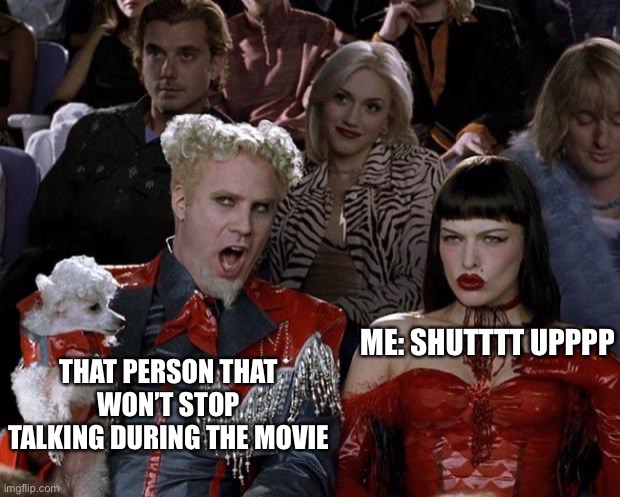 ME: SHUTTTT UPPPP
THAT PERSON THAT
WON'T STOP
TALKING DURING THE MOVIE
imgflip.com